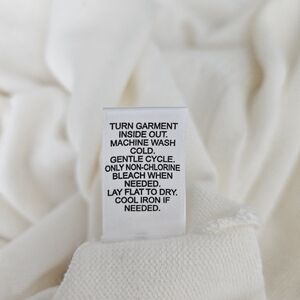 TURN GARMENT
INSIDE OUT.
MACHINE WASH
COLD.
GENTLE CYCLE.
ONLY NON-CHLORINE
BLEACH WHEN
NEEDED.
LAY FLAT TO DRY.
COOL IRON IF
NEEDED.